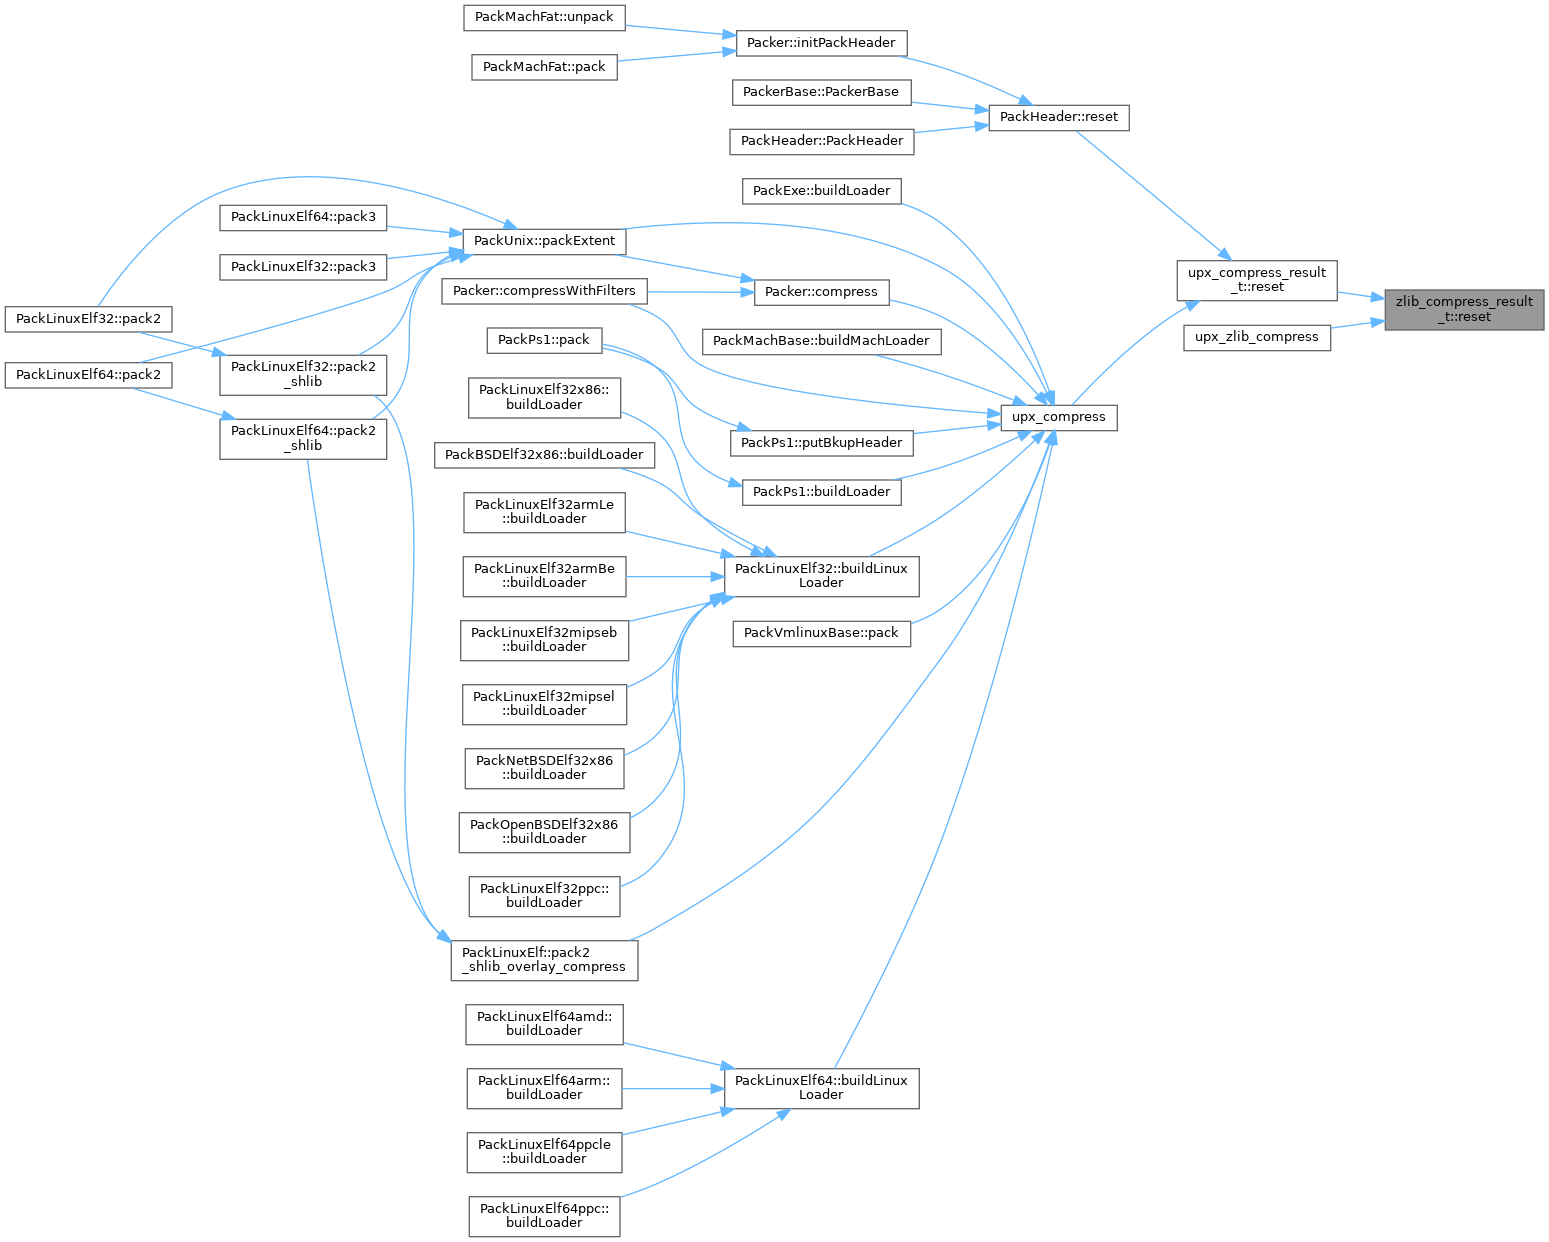 PackMachFat::unpack
Packer::initPackHeader
PackMachFat::pack
PackerBase::PackerBase
PackHeader::reset
PackHeader::PackHeader
PackExe::buildLoader
PackLinuxElf64::pack3
PackUnix::packExtent
PackLinuxElf32::pack3
upx_compress_result
_t::reset
Packer::compressWithFilters
Packer::compress
zlib_compress_result
_t::reset
PackLinuxElf32::pack2
upx_zlib_compress
PackPs1::pack
PackMachBase::buildMachLoader
PackLinuxElf32::pack2
_shlib
PackLinuxElf64::pack2
PackLinuxElf32x86::
buildLoader
upx_compress
PackLinuxElf64::pack2
_shlib
PackPs1::putBkupHeader
PackBSDElf32x86::buildLoader
PackPs1::buildLoader
PackLinuxElf32armLe
::buildLoader
PackLinuxElf32armBe
::buildLoader
PackLinuxElf32::buildLinux
Loader
PackLinuxElf32mipseb
::buildLoader
PackVmlinuxBase::pack
PackLinuxElf32mipsel
::buildLoader
PackNetBSDElf32x86
::buildLoader
PackOpenBSDElf32x86
::buildLoader
PackLinuxElf32ppc::
buildLoader
PackLinuxElf::pack2
_shlib_overlay_compress
PackLinuxElf64amd::
buildLoader
PackLinuxElf64arm::
buildLoader
PackLinuxElf64::buildLinux
Loader
PackLinuxElf64ppcle
::buildLoader
PackLinuxElf64ppc::
buildLoader